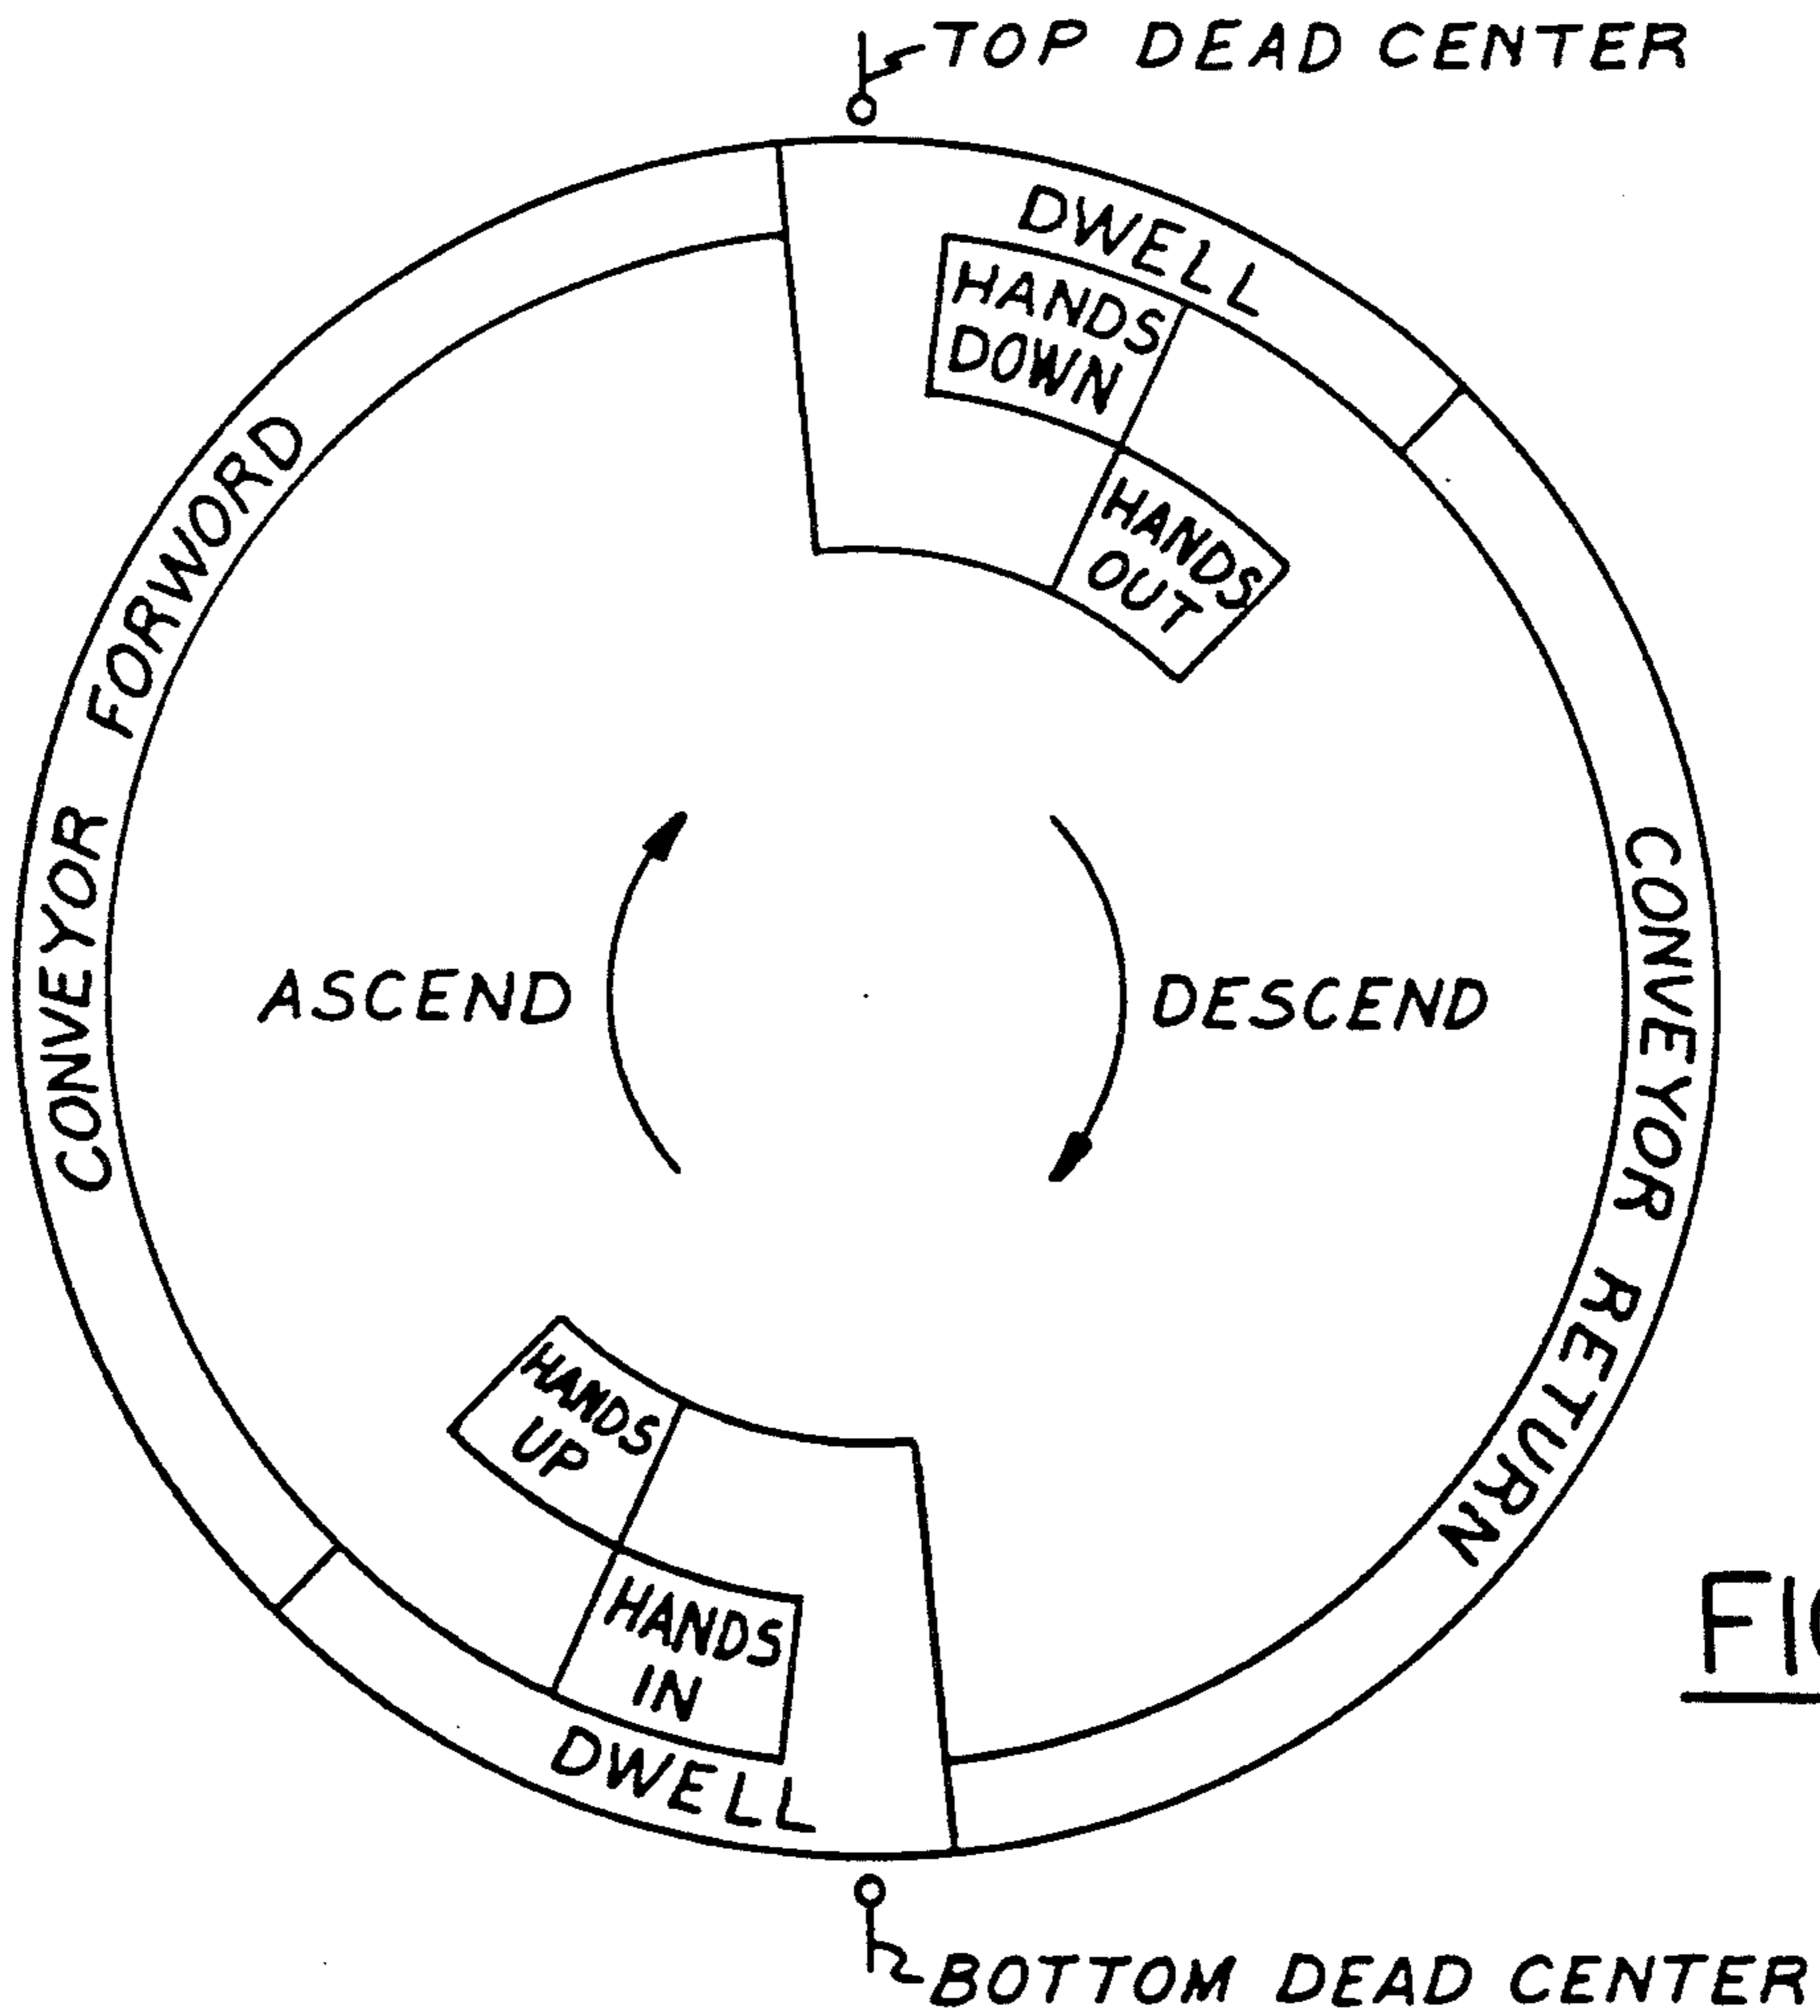 TOP DEAD CENTER
DWELL
HANDS
DOWN
HANDS
OUT
CONVEYOR FORWORD
ASCEND
DESCEND
CONVEYOR RETURN
HANDS
UP
HANDS
IN
DWELL
BOTTOM DEAD CENTER